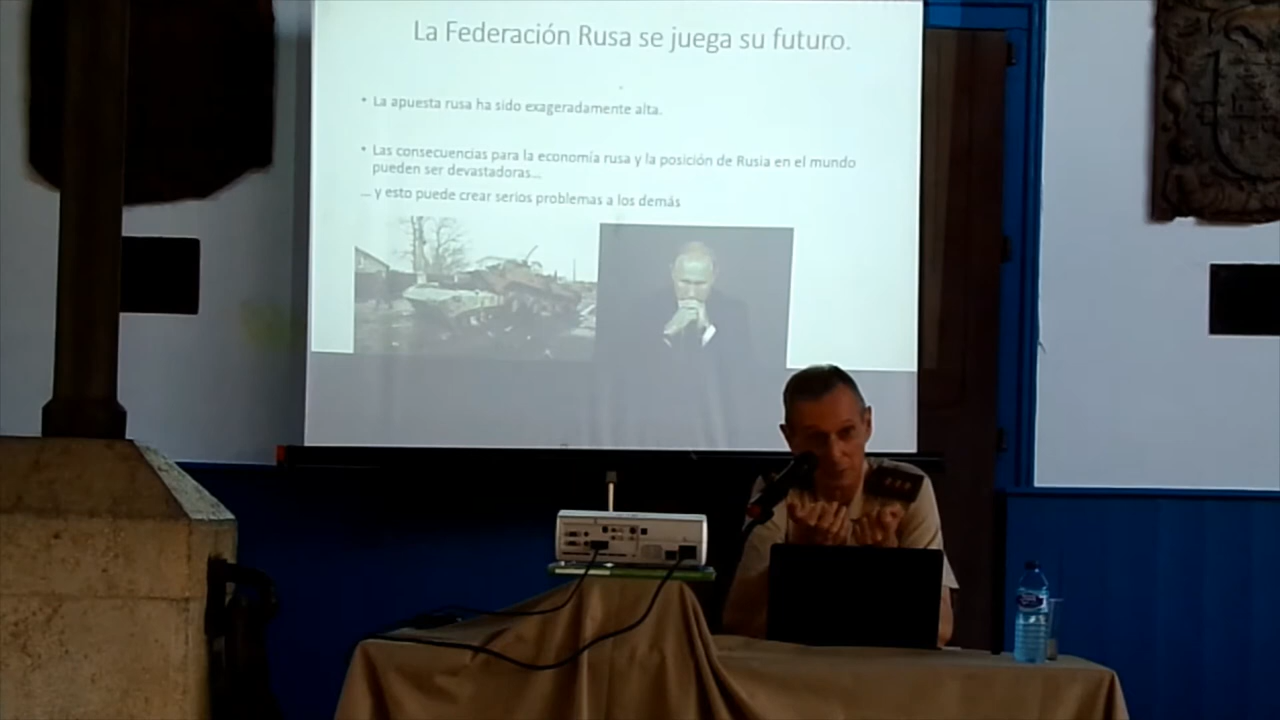 La Federación Rusa se juega su futuro.
• La apuesta rusa ha sido exageradamente alta.
• Las consecuencias para la economía rusa y la posición de Rusia en el mundo
pueden ser devastadoras...
... y esto puede crear serios problemas a los demás